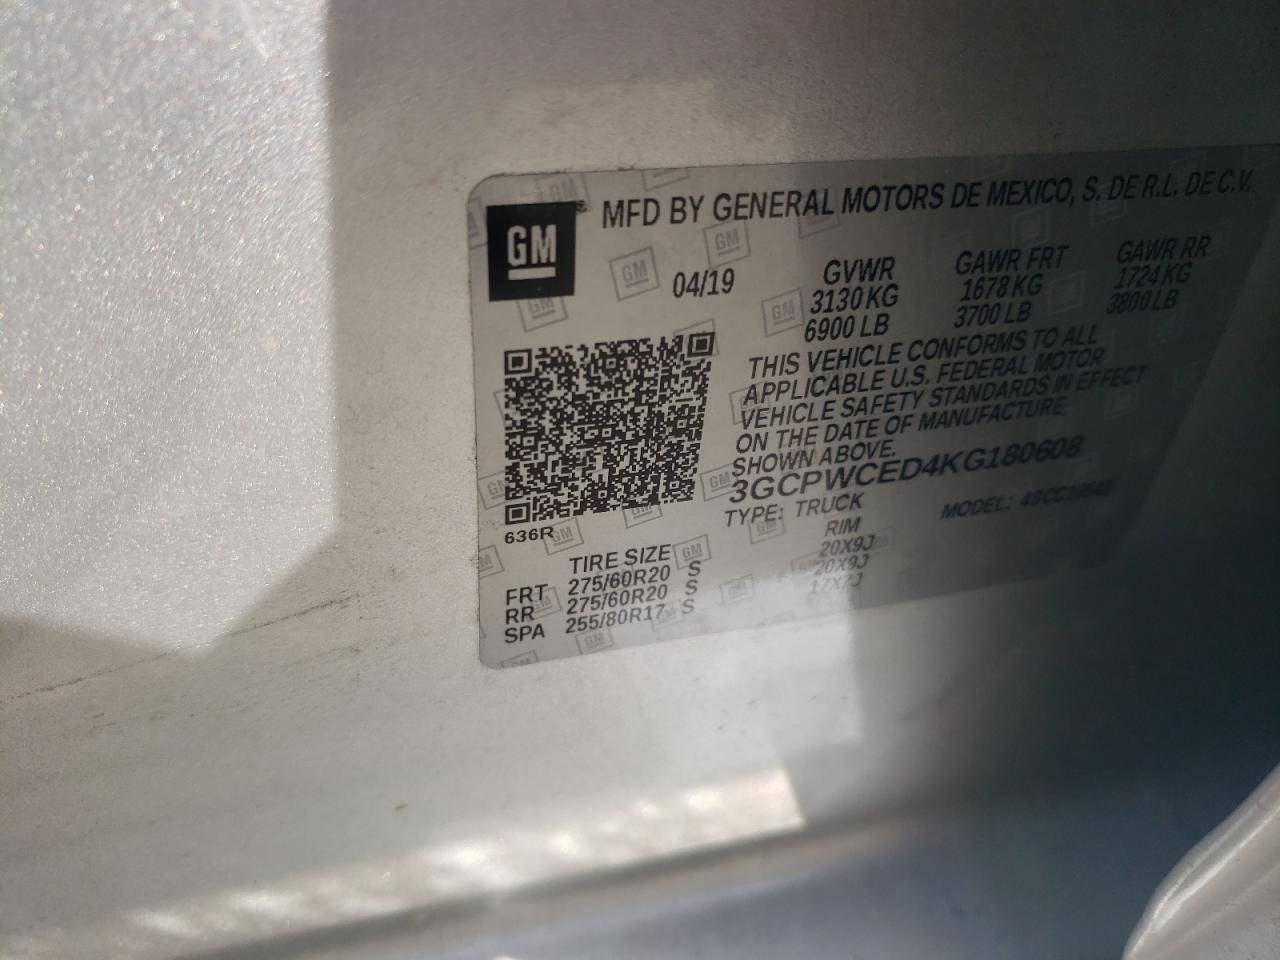 GM
MFD BY GENERAL MOTORS DE MEXICO, S. DE R.L. DE C.V.
04/19
GVWR GAWR FRT GAWR RR
3130 KG 1678 KG 1724 KG
6900 LB 3700 LB 3800 LB
THIS VEHICLE CONFORMS TO ALL
APPLICABLE U.S. FEDERAL MOTOR
VEHICLE SAFETY STANDARDS IN EFFECT
ON THE DATE OF MANUFACTURE
SHOWN ABOVE.
3GCPWCED4KG180608
TYPE: TRUCK MODEL:
636R
TIRE SIZE RIM
FRT 275/60R20 S 20X9J
RR 275/60R20 S 20X9J
SPA 255/80R17 S 17X7J